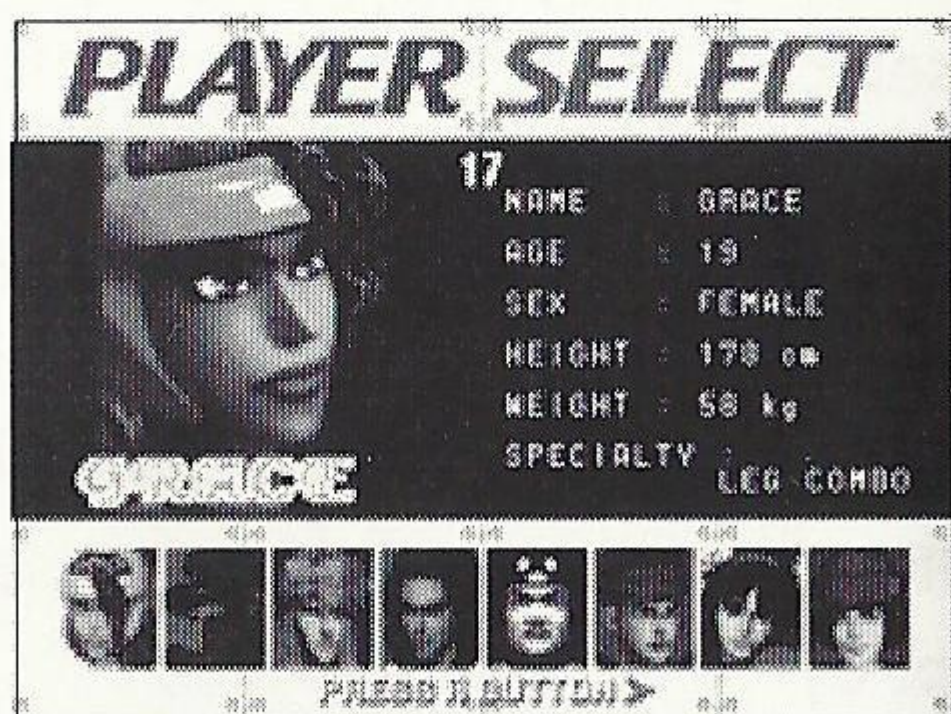 PLAYER SELECT
17
NAME : GRACE
AGE : 19
SEX : FEMALE
HEIGHT : 178 cm
WEIGHT : 58 kg
SPECIALTY :
LEG COMBO
GRACE
PRESS A BUTTON